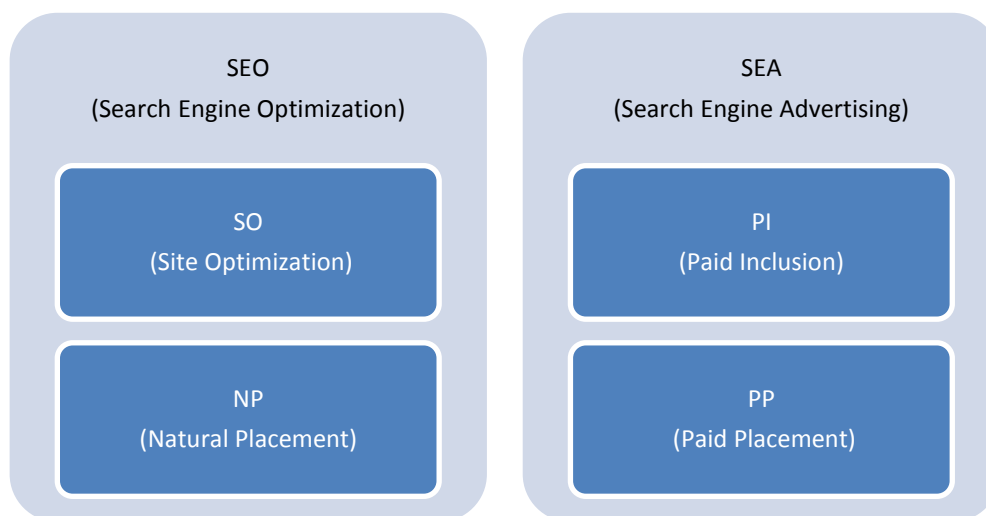 SEO
(Search Engine Optimization)
SO
(Site Optimization)
NP
(Natural Placement)
SEA
(Search Engine Advertising)
PI
(Paid Inclusion)
PP
(Paid Placement)